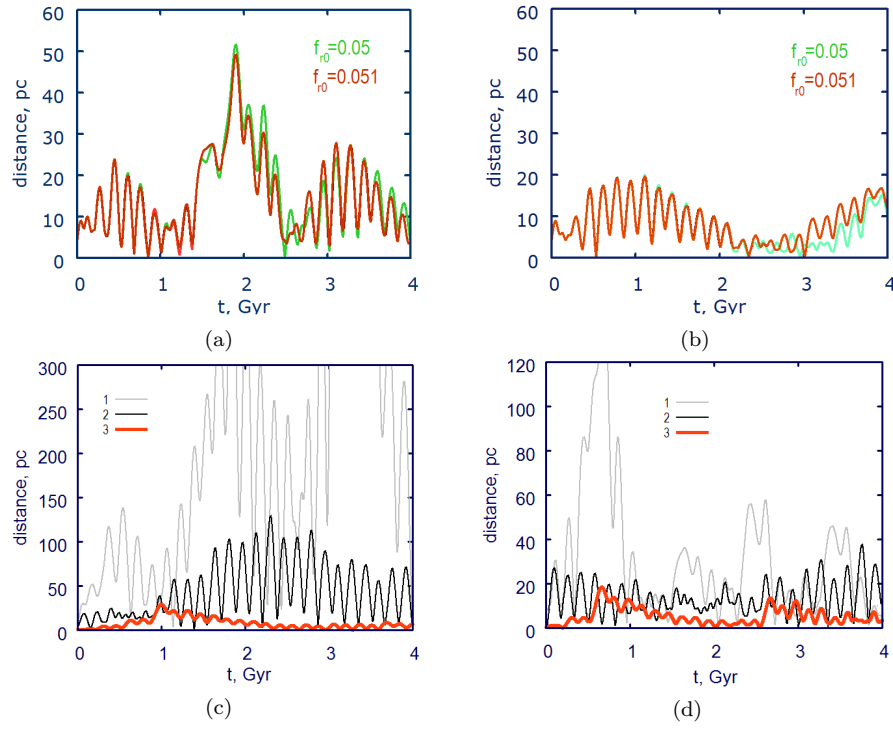 60
50
40
30
20
10
0
distance, pc
f_r0=0.05
f_r0=0.051
0 1 2 3 4
t, Gyr
(a)
60
50
40
30
20
10
0
distance, pc
f_r0=0.05
f_r0=0.051
0 1 2 3 4
t, Gyr
(b)
300
250
200
150
100
50
0
distance, pc
1
2
3
0 1 2 3 4
t, Gyr
(c)
120
100
80
60
40
20
0
distance, pc
1
2
3
0 1 2 3 4
t, Gyr
(d)